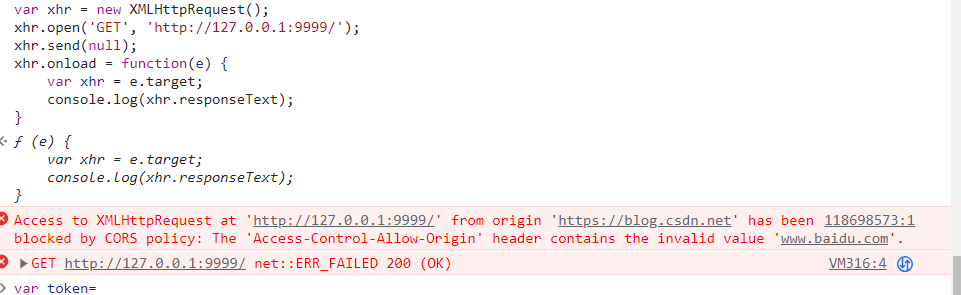 var xhr = new XMLHttpRequest();
xhr.open('GET', 'http://127.0.0.1:9999/');
xhr.send(null);
xhr.onload = function(e) {
    var xhr = e.target;
    console.log(xhr.responseText);
}
f (e) {
    var xhr = e.target;
    console.log(xhr.responseText);
}
Access to XMLHttpRequest at 'http://127.0.0.1:9999/' from origin 'https://blog.csdn.net' has been 118698573:1
blocked by CORS policy: The 'Access-Control-Allow-Origin' header contains the invalid value 'www.baidu.com'.
GET http://127.0.0.1:9999/ net::ERR_FAILED 200 (OK) VM316:4
var token=